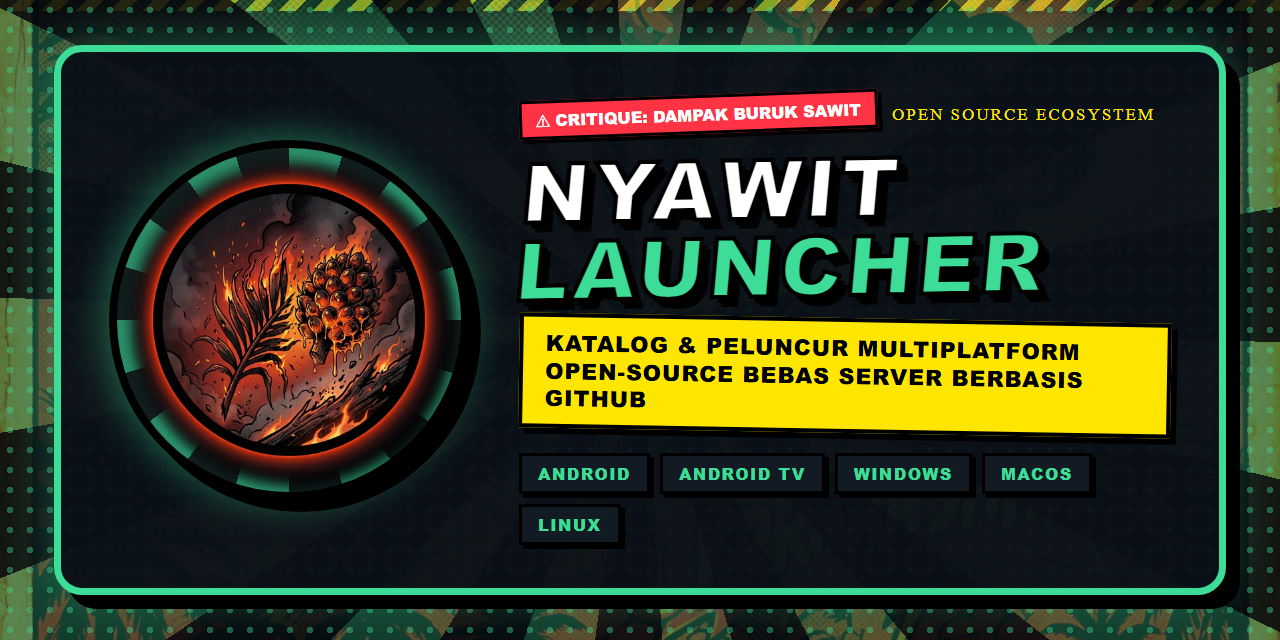 ⚠ CRITIQUE: DAMPAK BURUK SAWIT
OPEN SOURCE ECOSYSTEM
NYAWIT
LAUNCHER
KATALOG & PELUNCUR MULTIPLATFORM
OPEN-SOURCE BEBAS SERVER BERBASIS
GITHUB
ANDROID
ANDROID TV
WINDOWS
MACOS
LINUX